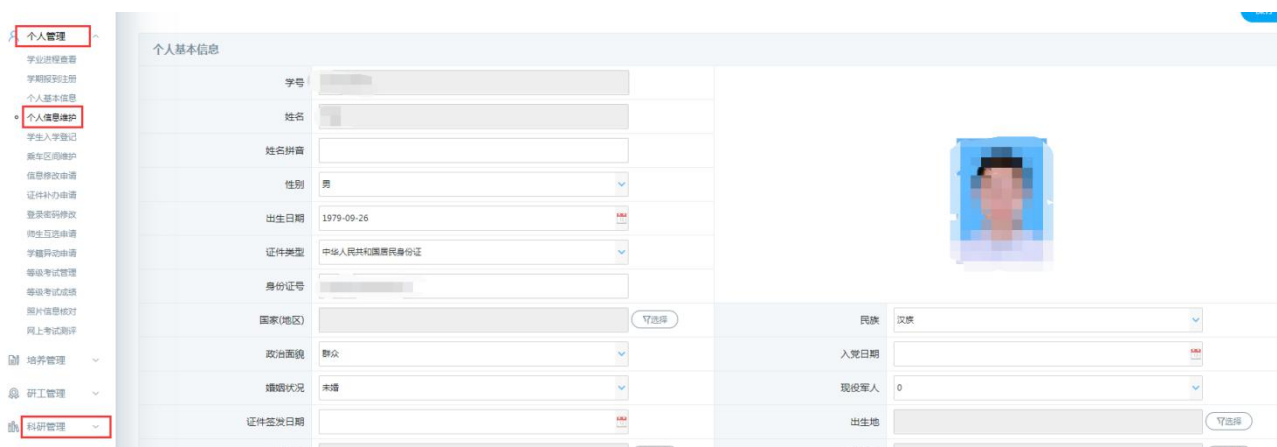 个人管理
学业进程查看
学期报到注册
个人基本信息
个人信息维护
学生入学登记
乘车区间维护
信息修改申请
证件补办申请
登录密码修改
师生互选申请
学籍异动申请
等级考试管理
等级考试成绩
照片信息核对
网上考试测评
培养管理
研工管理
科研管理
个人基本信息
学号
姓名
姓名拼音
性别 男
出生日期 1979-09-26
证件类型 中华人民共和国居民身份证
身份证号
国家(地区) 选择 民族 汉族
政治面貌 群众 入党日期
婚姻状况 未婚 现役军人 0
证件签发日期 出生地 选择